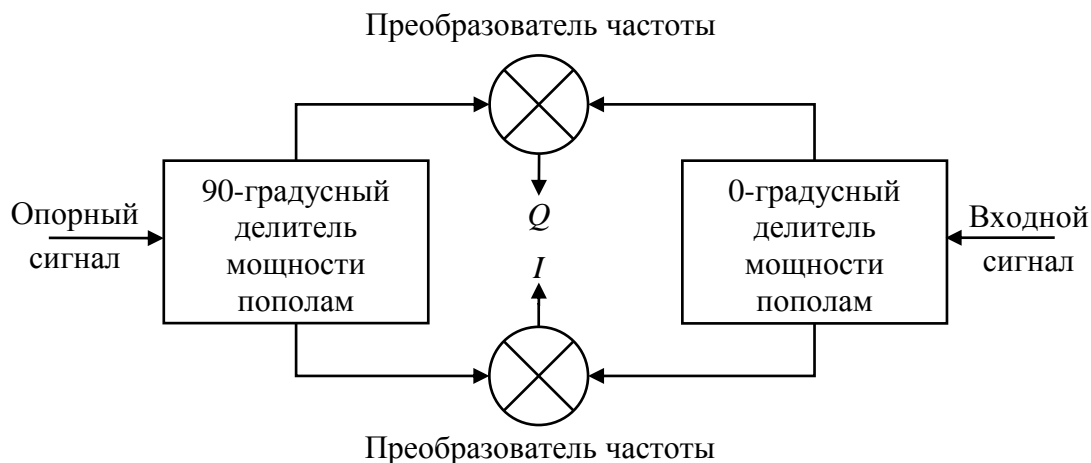 Преобразователь частоты
90-градусный
делитель
мощности
пополам
0-градусный
делитель
мощности
пополам
Опорный
сигнал
Входной
сигнал
Q
I
Преобразователь частоты